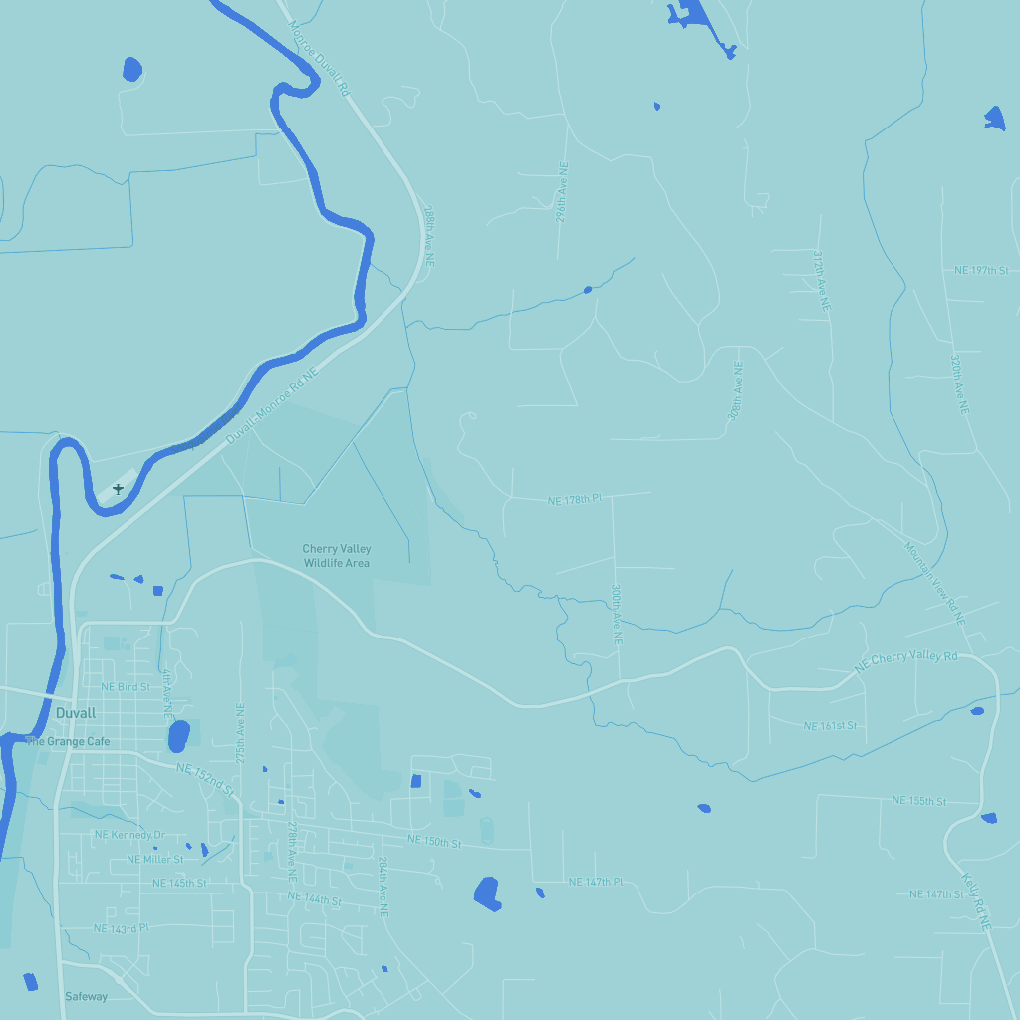 Monroe Duvall Rd
296th Ave NE
288th Ave NE
312th Ave NE
NE 197th St
320th Ave NE
308th Ave NE
Duvall-Monroe Rd NE
NE 178th Pl
Cherry Valley
Wildlife Area
Mountain View Rd NE
300th Ave NE
NE Cherry Valley Rd
NE Bird St
4th Ave NE
Duvall
275th Ave NE
NE 161st St
The Grange Cafe
NE 152nd St
NE 155th St
NE Kernedy Dr
278th Ave NE
NE 150th St
NE Miller St
284th Ave NE
NE 145th St
NE 147th Pl
NE 144th St
NE 147th St
Kelly Rd NE
NE 143rd Pl
Safeway